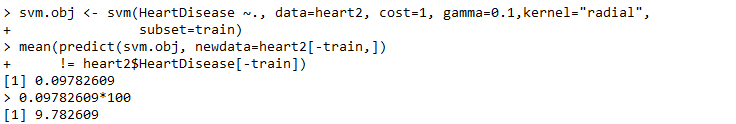 > svm.obj <- svm(HeartDisease ~., data=heart2, cost=1, gamma=0.1,kernel="radial",
+                subset=train)
> mean(predict(svm.obj, newdata=heart2[-train,])
+      != heart2$HeartDisease[-train])
[1] 0.09782609
> 0.09782609*100
[1] 9.782609